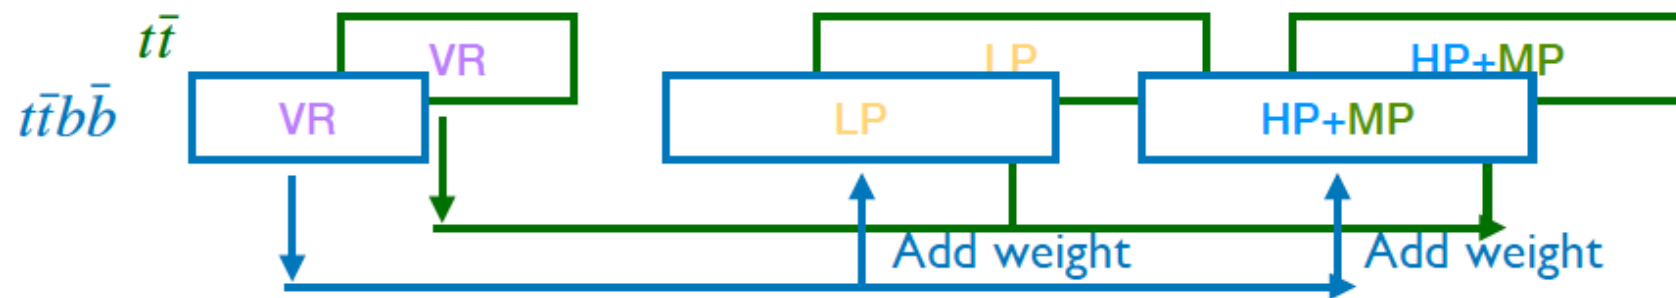 tt̄
VR
LP
HP+MP
tt̄bb̄
VR
LP
HP+MP
Add weight
Add weight